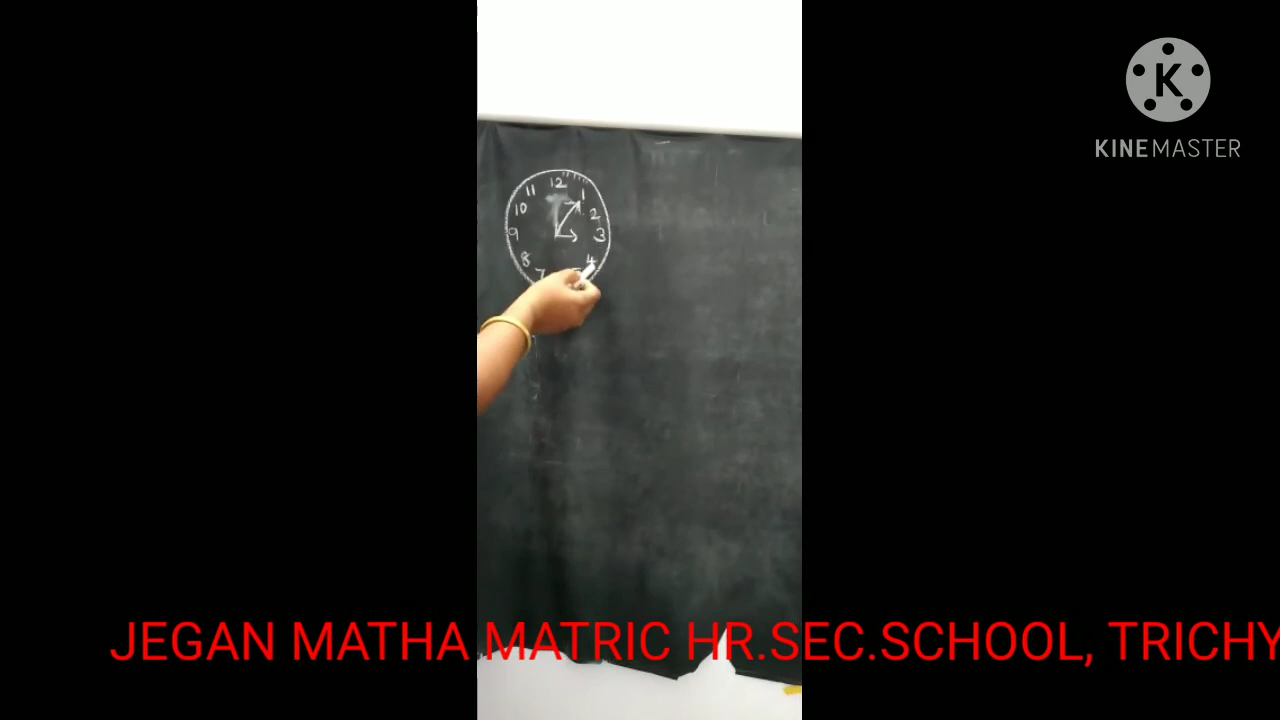 K
KINEMASTER
12
11 1
10 2
9 3
8 4
7
JEGAN MATHA MATRIC HR.SEC.SCHOOL, TRICHY